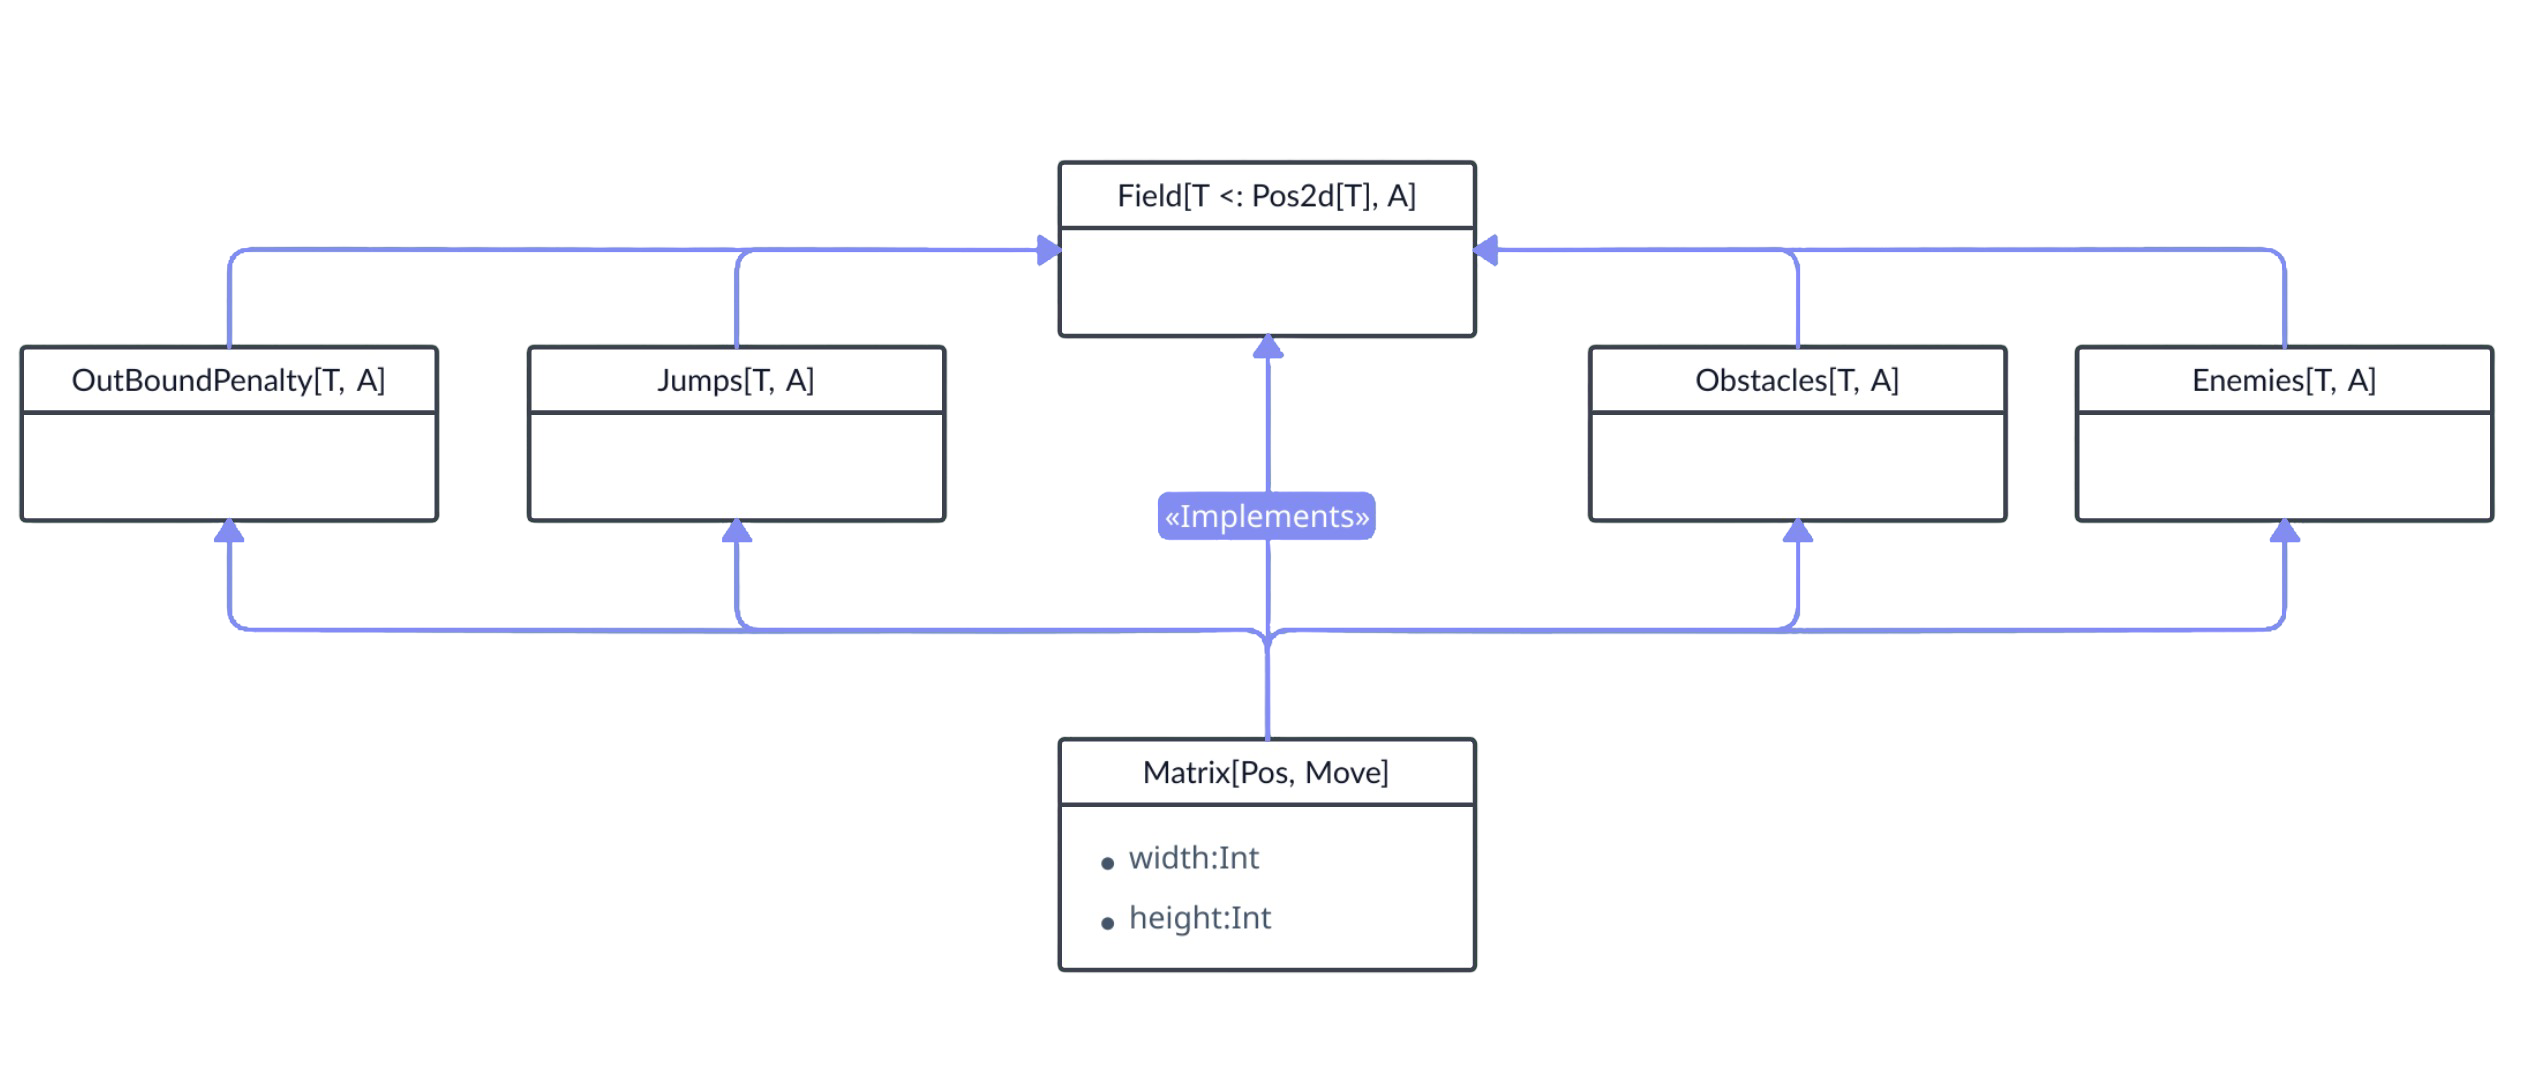 Field[T <: Pos2d[T], A]
OutBoundPenalty[T, A]
Jumps[T, A]
Obstacles[T, A]
Enemies[T, A]
«Implements»
Matrix[Pos, Move]
• width:Int
• height:Int